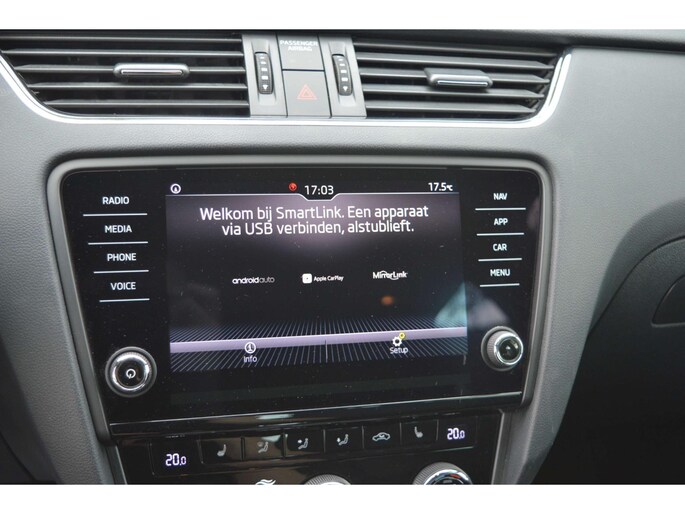 PASSENGER
AIRBAG
17:03
17.5°C
RADIO
MEDIA
PHONE
VOICE
NAV
APP
CAR
MENU
Welkom bij SmartLink. Een apparaat
via USB verbinden, alstublieft.
androidauto
Apple CarPlay
MirrorLink
Info
Setup
20.0
20.0